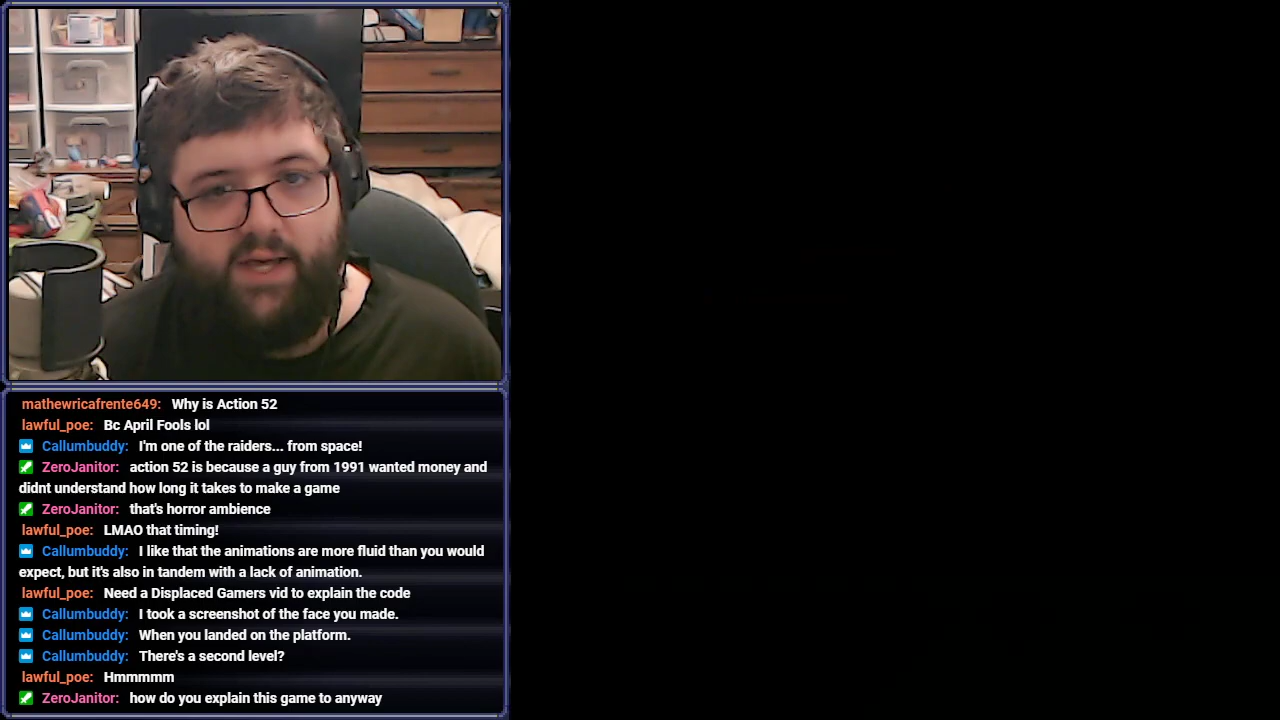 mathewricafrente649: Why is Action 52
lawful_poe: Bc April Fools lol
Callumbuddy: I'm one of the raiders... from space!
ZeroJanitor: action 52 is because a guy from 1991 wanted money and
didnt understand how long it takes to make a game
ZeroJanitor: that's horror ambience
lawful_poe: LMAO that timing!
Callumbuddy: I like that the animations are more fluid than you would
expect, but it's also in tandem with a lack of animation.
lawful_poe: Need a Displaced Gamers vid to explain the code
Callumbuddy: I took a screenshot of the face you made.
Callumbuddy: When you landed on the platform.
Callumbuddy: There's a second level?
lawful_poe: Hmmmmm
ZeroJanitor: how do you explain this game to anyway